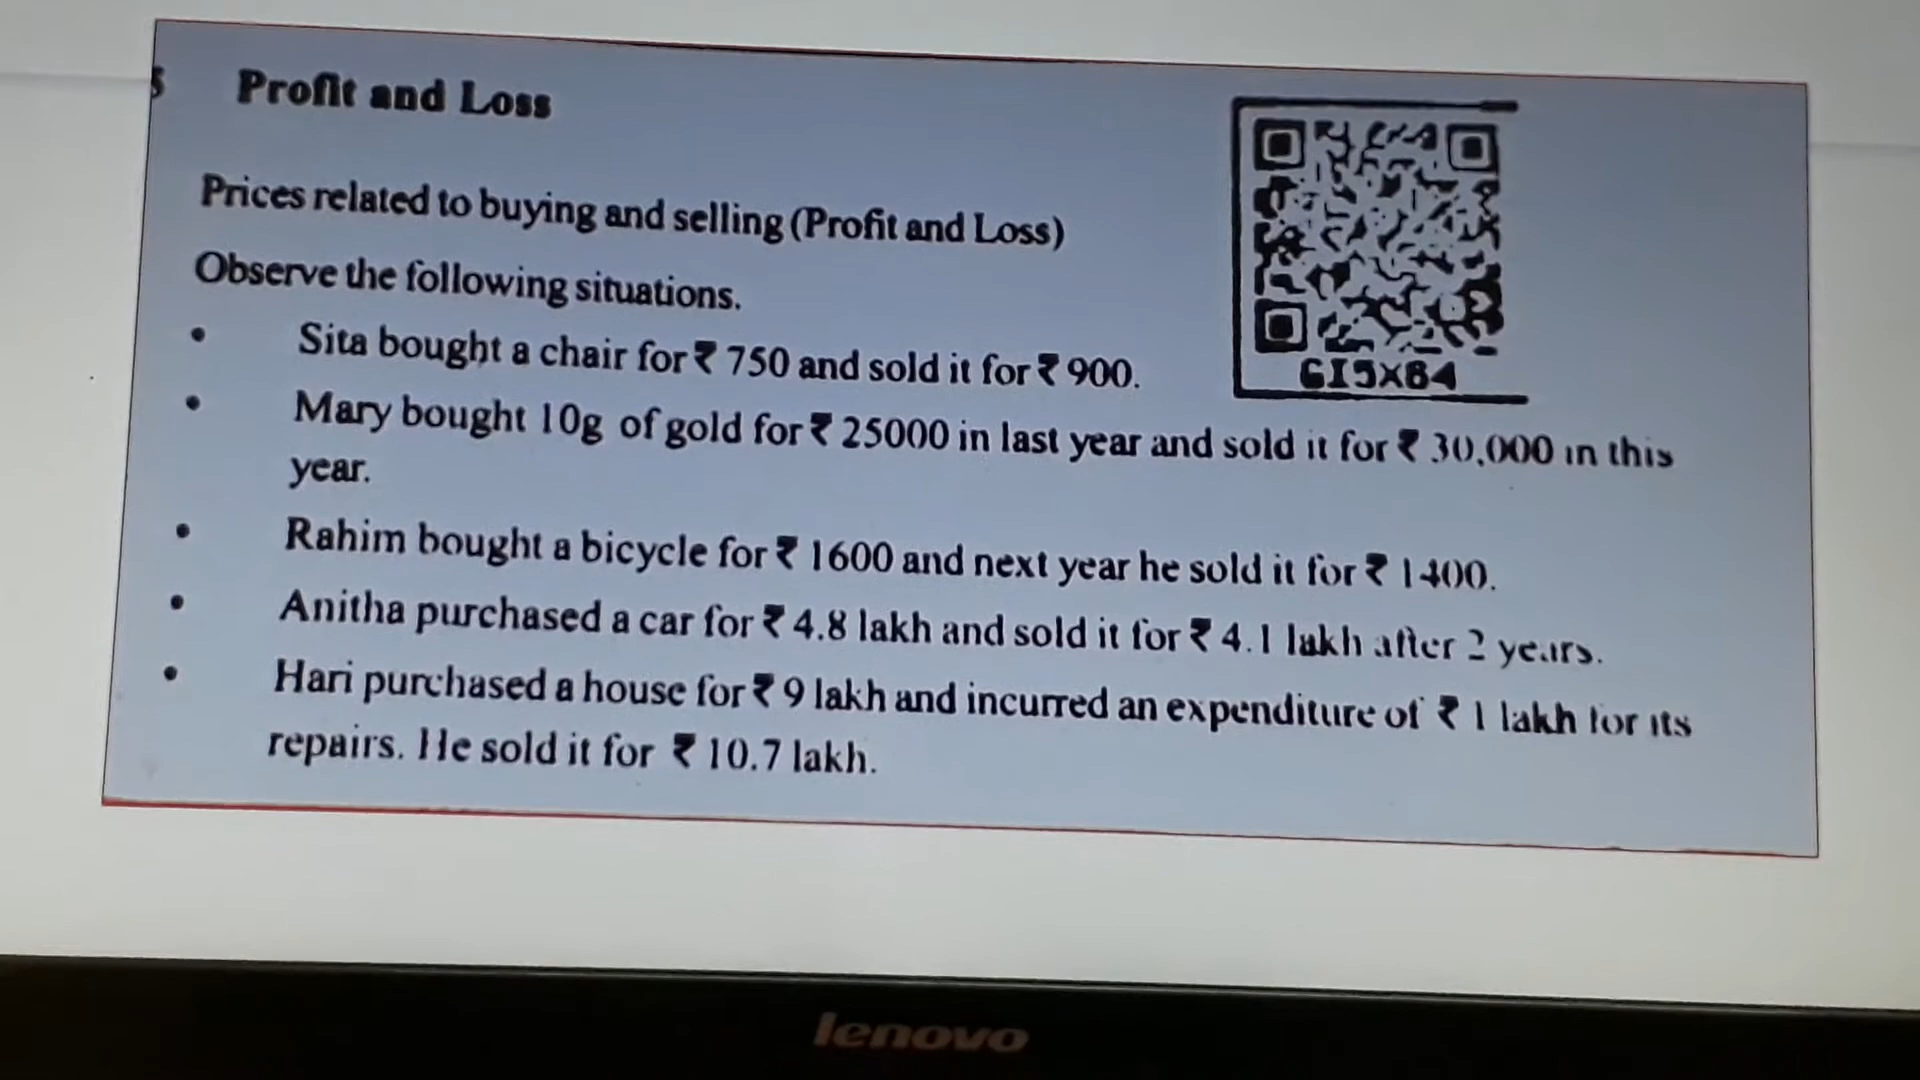 5 Profit and Loss
Prices related to buying and selling (Profit and Loss)
Observe the following situations.
• Sita bought a chair for ₹ 750 and sold it for ₹ 900.
GI5X64
• Mary bought 10g of gold for ₹ 25000 in last year and sold it for ₹ 30,000 in this
year.
• Rahim bought a bicycle for ₹ 1600 and next year he sold it for ₹ 1400.
• Anitha purchased a car for ₹ 4.8 lakh and sold it for ₹ 4.1 lakh after 2 years.
• Hari purchased a house for ₹ 9 lakh and incurred an expenditure of ₹ 1 lakh for its
repairs. He sold it for ₹ 10.7 lakh.
lenovo